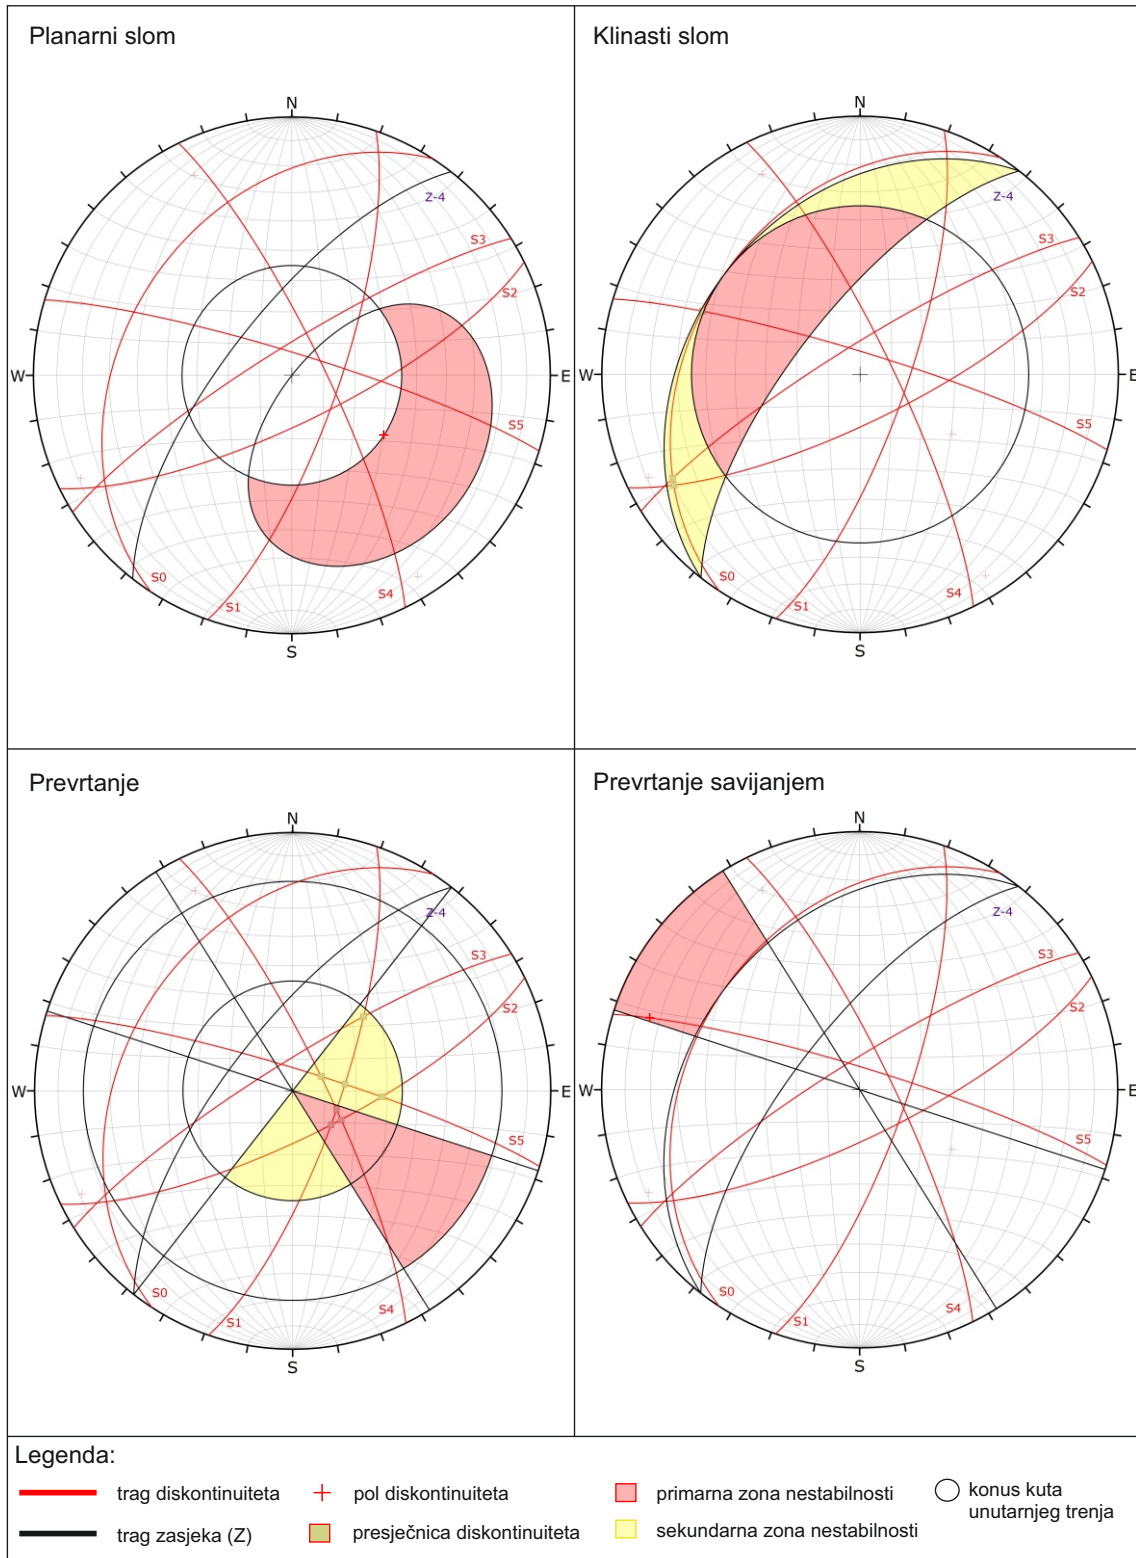 Planarni slom
N
Z-4
S3
S2
W
E
S5
S0
S1
S4
S
Klinasti slom
N
Z-4
S3
S2
W
E
S5
S0
S1
S4
S
Prevrtanje
N
Z-4
S3
S2
W
E
S5
S0
S1
S4
S
Prevrtanje savijanjem
N
Z-4
S3
S2
W
E
S5
S0
S1
S4
S
Legenda:
trag diskontinuiteta
pol diskontinuiteta
primarna zona nestabilnosti
konus kuta
unutarnjeg trenja
trag zasjeka (Z)
presječnica diskontinuiteta
sekundarna zona nestabilnosti